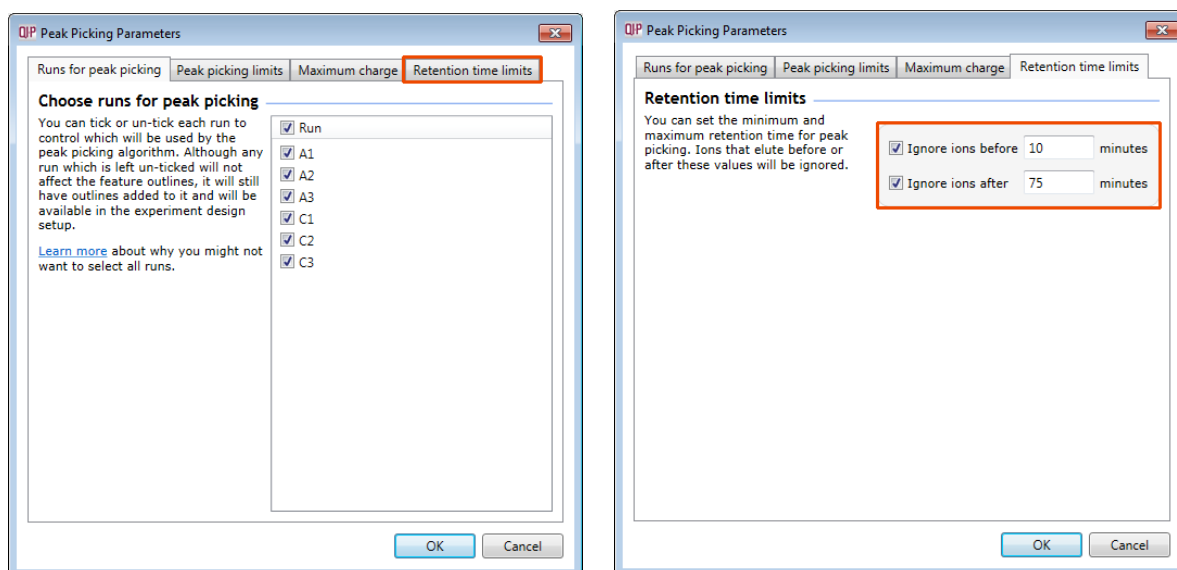 QIP Peak Picking Parameters
Runs for peak picking Peak picking limits Maximum charge Retention time limits
Choose runs for peak picking
You can tick or un-tick each run to
control which will be used by the
peak picking algorithm. Although any
run which is left un-ticked will not
affect the feature outlines, it will still
have outlines added to it and will be
available in the experiment design
setup.
Learn more about why you might not
want to select all runs.
Run
A1
A2
A3
C1
C2
C3
OK Cancel
QIP Peak Picking Parameters
Runs for peak picking Peak picking limits Maximum charge Retention time limits
Retention time limits
You can set the minimum and
maximum retention time for peak
picking. Ions that elute before or
after these values will be ignored.
Ignore ions before 10 minutes
Ignore ions after 75 minutes
OK Cancel